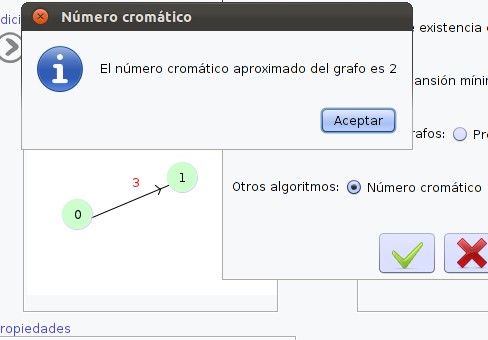 Número cromático
dici
existencia
El número cromático aproximado del grafo es 2
ansión mínim
Aceptar
rafos:
3
1
0
Otros algoritmos:
Número cromático
ropiedades